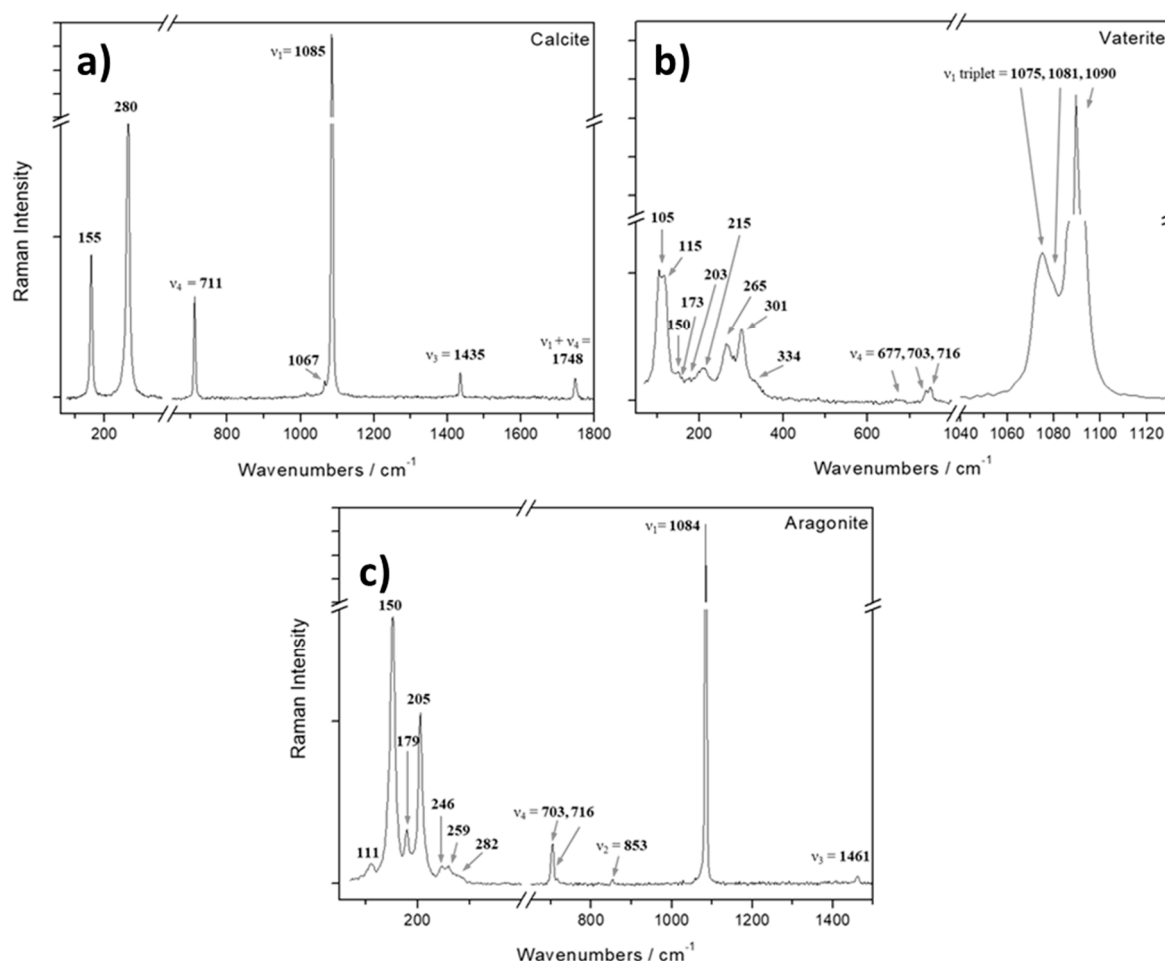 a)
Calcite
ν₁= 1085
280
155
ν₄ = 711
1067
ν₃ = 1435
ν₁ + ν₄ =
1748
Raman Intensity
200
800
1000
1200
1400
1600
1800
Wavenumbers / cm⁻¹
b)
Vaterite
ν₁ triplet = 1075, 1081, 1090
105
115
150
173
203
215
265
301
334
ν₄ = 677, 703, 716
200
400
600
1060
1080
1100
1120
Wavenumbers / cm⁻¹
c)
Aragonite
ν₁= 1084
150
179
205
111
246
259
282
ν₄ = 703, 716
ν₂ = 853
ν₃ = 1461
Raman Intensity
200
800
1000
1200
1400
Wavenumbers / cm⁻¹